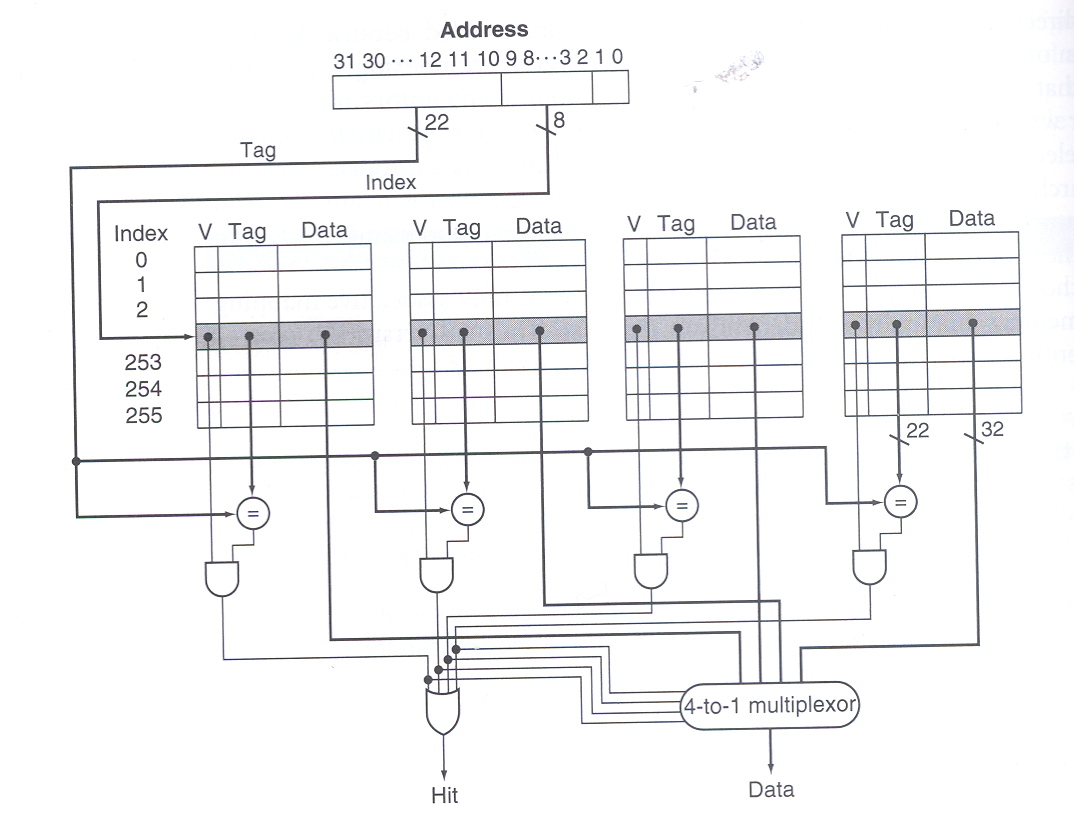 Address
31 30 ··· 12 11 10 9 8···3 2 1 0
22
8
Tag
Index
Index
V Tag Data
V Tag Data
V Tag Data
V Tag Data
0
1
2
253
254
255
22
32
=
=
=
=
4-to-1 multiplexor
Hit
Data